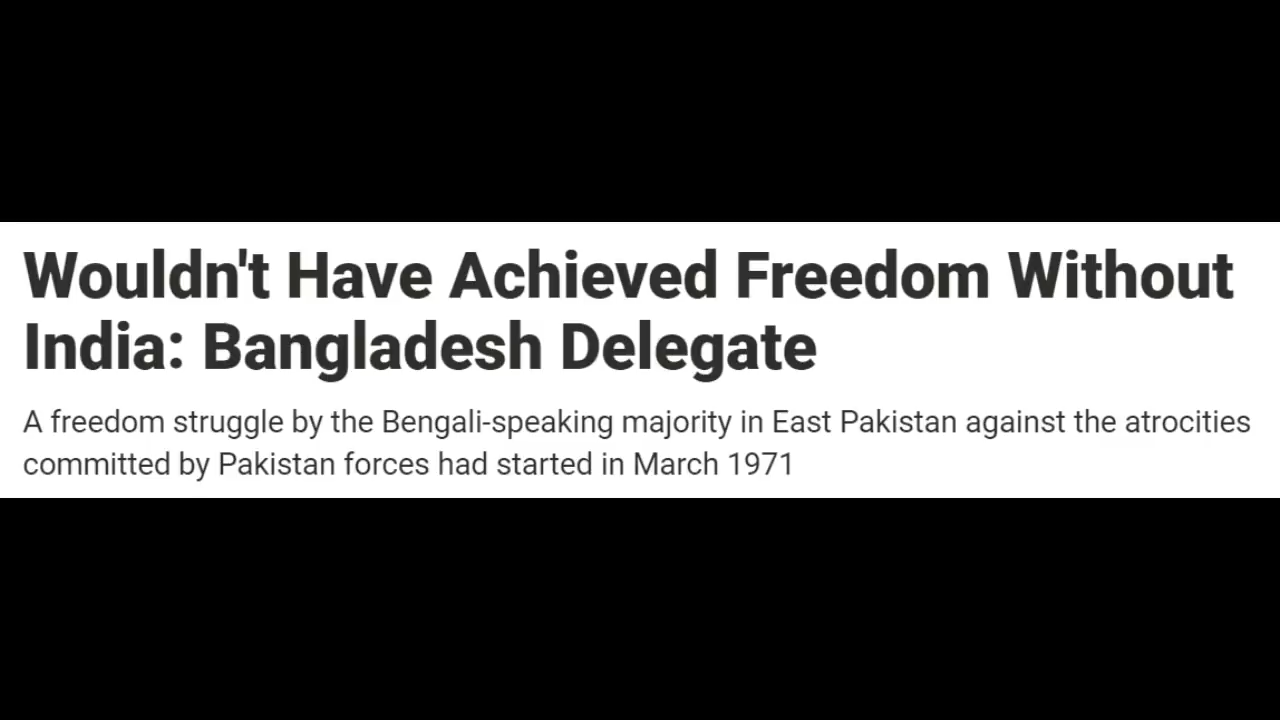 Wouldn't Have Achieved Freedom Without
India: Bangladesh Delegate
A freedom struggle by the Bengali-speaking majority in East Pakistan against the atrocities
committed by Pakistan forces had started in March 1971